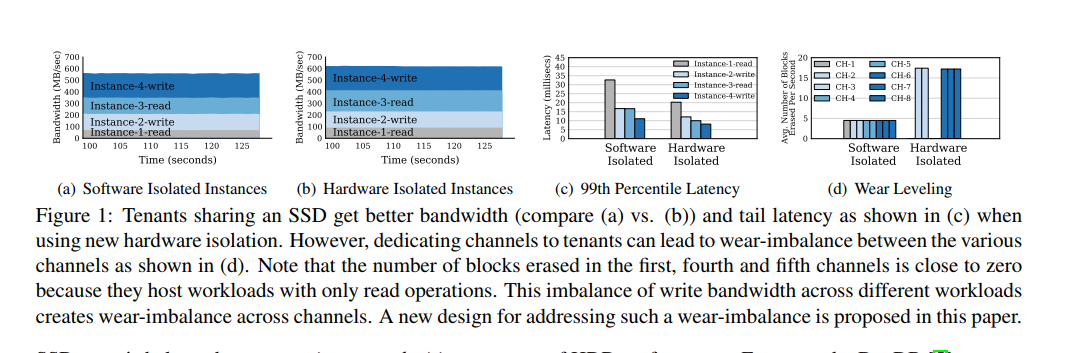 Bandwidth (MB/sec)
700
600
500
400
300
200
100
0
Instance-4-write
Instance-3-read
Instance-2-write
Instance-1-read
100 105 110 115 120 125
Time (seconds)
(a) Software Isolated Instances
Bandwidth (MB/sec)
700
600
500
400
300
200
100
0
Instance-4-write
Instance-3-read
Instance-2-write
Instance-1-read
100 105 110 115 120 125
Time (seconds)
(b) Hardware Isolated Instances
Latency (millisecs)
45
40
35
30
25
20
15
10
5
0
Instance-1-read
Instance-2-write
Instance-3-read
Instance-4-write
Software Hardware
Isolated Isolated
(c) 99th Percentile Latency
Avg. Number of Blocks
Erased Per Second
20
15
10
5
0
CH-1 CH-5
CH-2 CH-6
CH-3 CH-7
CH-4 CH-8
Software Hardware
Isolated Isolated
(d) Wear Leveling
Figure 1: Tenants sharing an SSD get better bandwidth (compare (a) vs. (b)) and tail latency as shown in (c) when
using new hardware isolation. However, dedicating channels to tenants can lead to wear-imbalance between the various
channels as shown in (d). Note that the number of blocks erased in the first, fourth and fifth channels is close to zero
because they host workloads with only read operations. This imbalance of write bandwidth across different workloads
creates wear-imbalance across channels. A new design for addressing such a wear-imbalance is proposed in this paper.